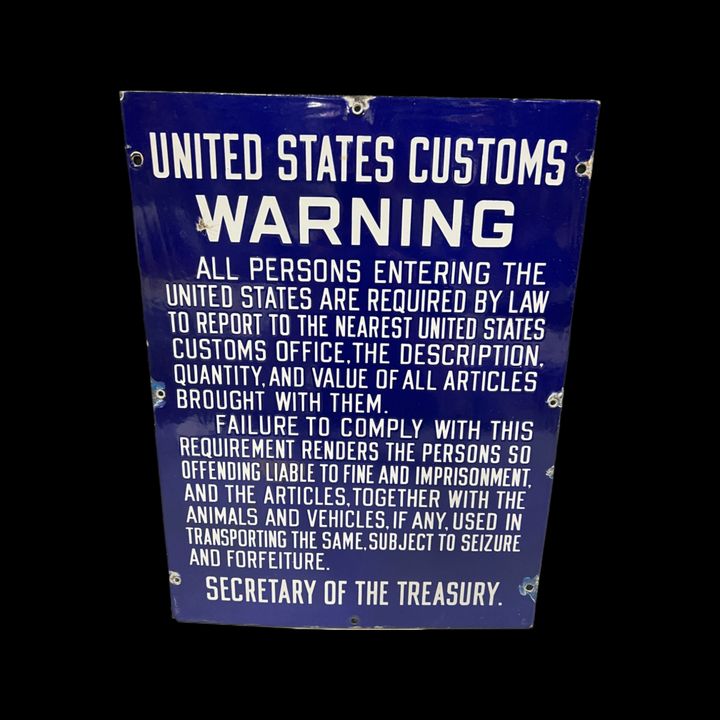 UNITED STATES CUSTOMS
WARNING
ALL PERSONS ENTERING THE
UNITED STATES ARE REQUIRED BY LAW
TO REPORT TO THE NEAREST UNITED STATES
CUSTOMS OFFICE, THE DESCRIPTION,
QUANTITY, AND VALUE OF ALL ARTICLES
BROUGHT WITH THEM.
FAILURE TO COMPLY WITH THIS
REQUIREMENT RENDERS THE PERSONS SO
OFFENDING LIABLE TO FINE AND IMPRISONMENT,
AND THE ARTICLES, TOGETHER WITH THE
ANIMALS AND VEHICLES, IF ANY, USED IN
TRANSPORTING THE SAME, SUBJECT TO SEIZURE
AND FORFEITURE.
SECRETARY OF THE TREASURY.